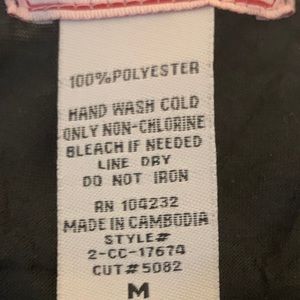 100% POLYESTER
HAND WASH COLD
ONLY NON-CHLORINE
BLEACH IF NEEDED
LINE DRY
DO NOT IRON
RN 104232
MADE IN CAMBODIA
STYLE#
2-CC-17674
CUT#5082
M